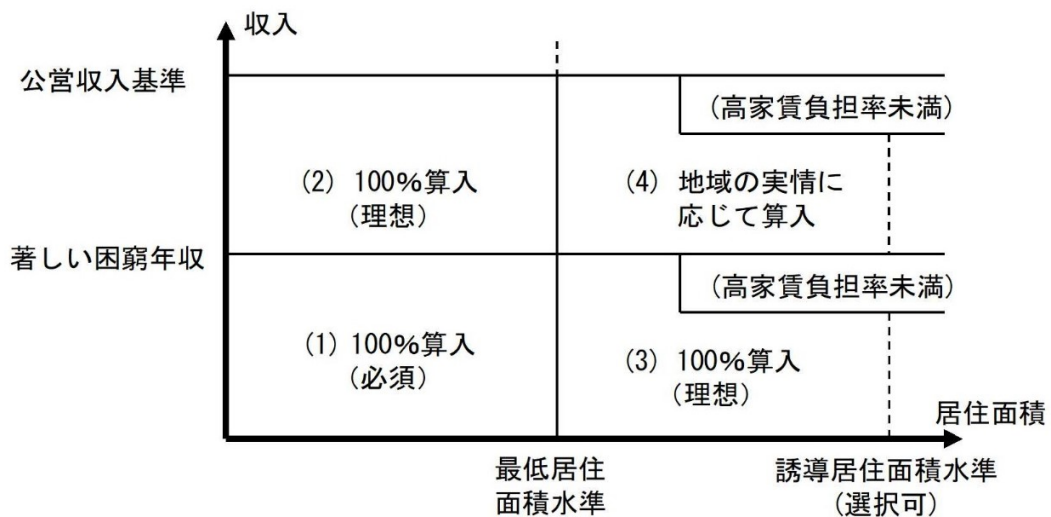 収入
公営収入基準
(高家賃負担率未満)
(2) 100%算入
(理想)
(4) 地域の実情に
応じて算入
著しい困窮年収
(高家賃負担率未満)
(1) 100%算入
(必須)
(3) 100%算入
(理想)
居住面積
最低居住
面積水準
誘導居住面積水準
(選択可)